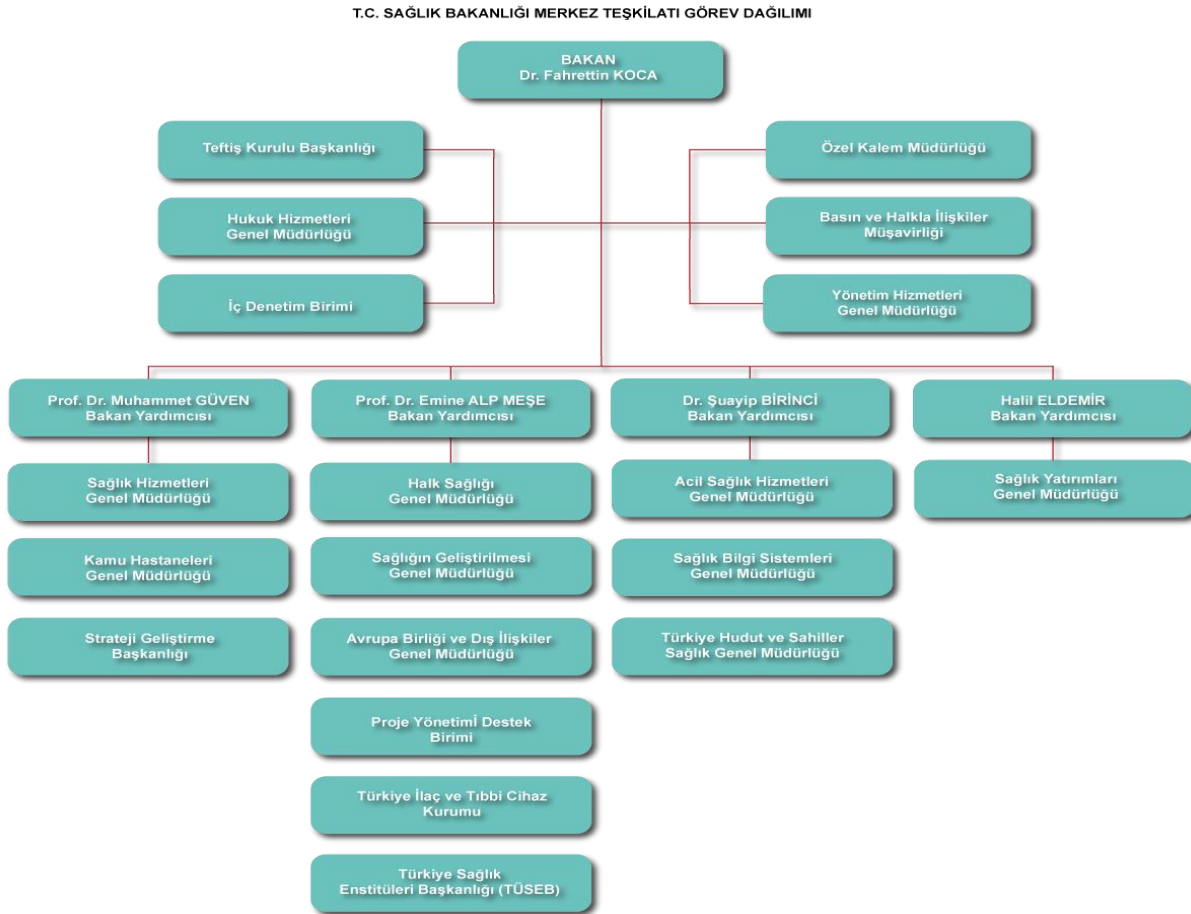 T.C. SAĞLIK BAKANLIĞI MERKEZ TEŞKİLATI GÖREV DAĞILIMI
BAKAN
Dr. Fahrettin KOCA
Teftiş Kurulu Başkanlığı
Özel Kalem Müdürlüğü
Hukuk Hizmetleri
Genel Müdürlüğü
Basın ve Halkla İlişkiler
Müşavirliği
İç Denetim Birimi
Yönetim Hizmetleri
Genel Müdürlüğü
Prof. Dr. Muhammet GÜVEN
Bakan Yardımcısı
Prof. Dr. Emine ALP MEŞE
Bakan Yardımcısı
Dr. Şuayip BİRİNCİ
Bakan Yardımcısı
Halil ELDEMİR
Bakan Yardımcısı
Sağlık Hizmetleri
Genel Müdürlüğü
Halk Sağlığı
Genel Müdürlüğü
Acil Sağlık Hizmetleri
Genel Müdürlüğü
Sağlık Yatırımları
Genel Müdürlüğü
Kamu Hastaneleri
Genel Müdürlüğü
Sağlığın Geliştirilmesi
Genel Müdürlüğü
Sağlık Bilgi Sistemleri
Genel Müdürlüğü
Strateji Geliştirme
Başkanlığı
Avrupa Birliği ve Dış İlişkiler
Genel Müdürlüğü
Türkiye Hudut ve Sahiller
Sağlık Genel Müdürlüğü
Proje Yönetimİ Destek
Birimi
Türkiye İlaç ve Tıbbi Cihaz
Kurumu
Türkiye Sağlık
Enstitüleri Başkanlığı (TÜSEB)